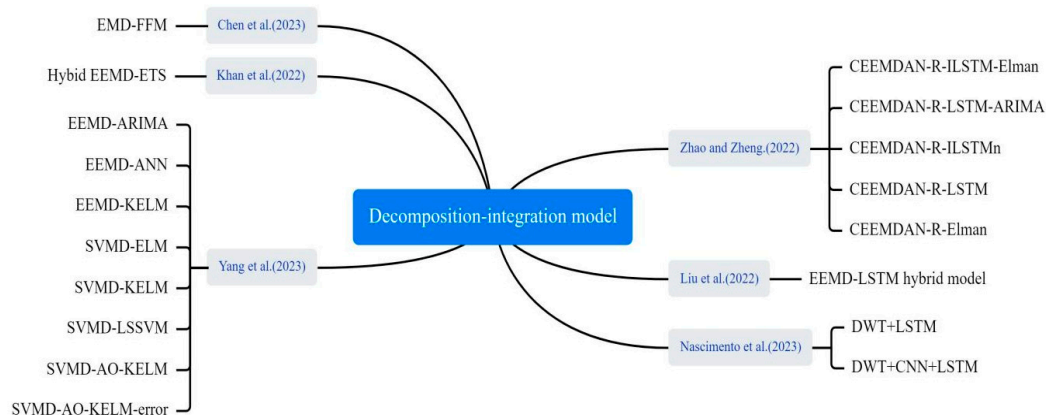 EMD-FFM
Chen et al.(2023)
Hybid EEMD-ETS
Khan et al.(2022)
EEMD-ARIMA
EEMD-ANN
EEMD-KELM
SVMD-ELM
SVMD-KELM
SVMD-LSSVM
SVMD-AO-KELM
SVMD-AO-KELM-error
Yang et al.(2023)
Decomposition-integration model
Zhao and Zheng.(2022)
CEEMDAN-R-ILSTM-Elman
CEEMDAN-R-LSTM-ARIMA
CEEMDAN-R-ILSTMn
CEEMDAN-R-LSTM
CEEMDAN-R-Elman
Liu et al.(2022)
EEMD-LSTM hybrid model
Nascimento et al.(2023)
DWT+LSTM
DWT+CNN+LSTM